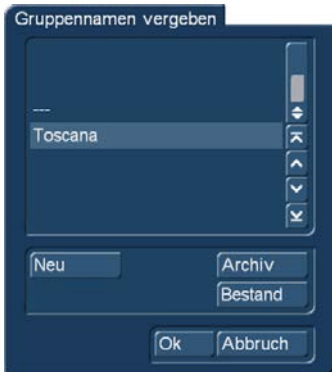 Gruppennamen vergeben
---
Toscana
Neu
Archiv
Bestand
Ok
Abbruch